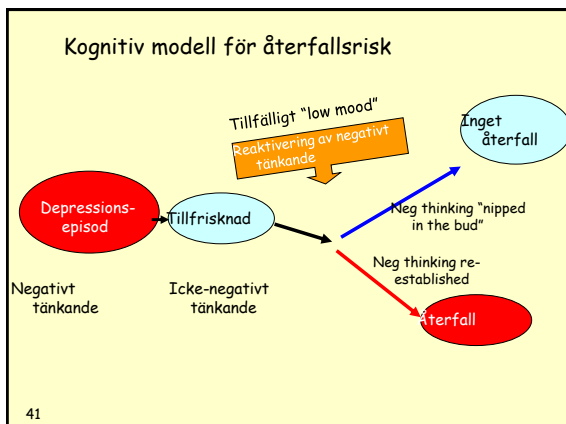 Kognitiv modell för återfallsrisk
Tillfälligt "low mood"
Reaktivering av negativt
tänkande
Inget
återfall
Depressions-
episod
Tillfrisknad
Neg thinking "nipped
in the bud"
Neg thinking re-
established
Negativt
tänkande
Icke-negativt
tänkande
Återfall
41